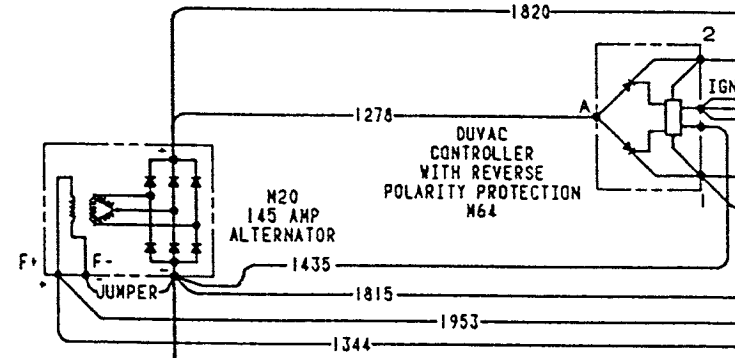 1820
2
IGN
A
1278
DUVAC
CONTROLLER
WITH REVERSE
POLARITY PROTECTION
M64
1
+
M20
145 AMP
ALTERNATOR
F+
F-
-
+
-
JUMPER
1435
1815
1953
1344